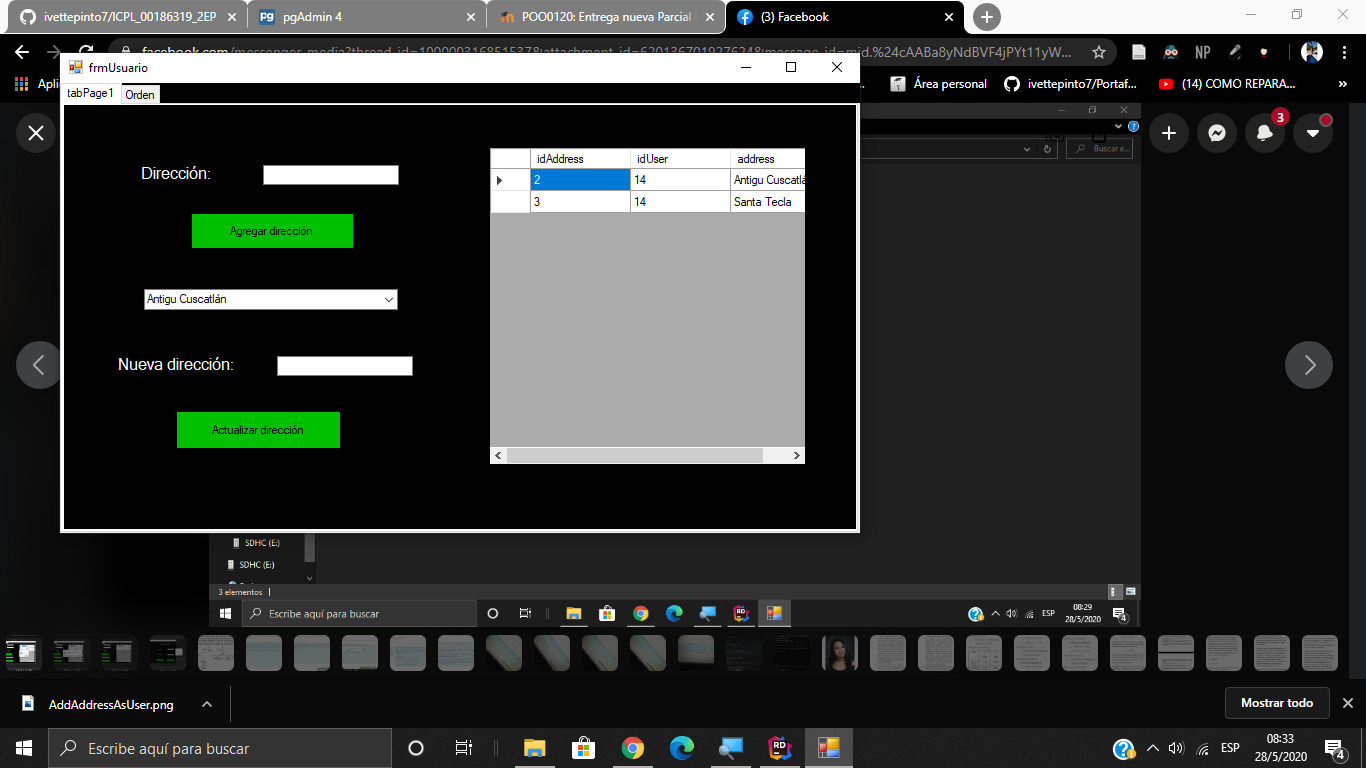 ivettepinto7/ICPL_00186319_2EP
pgAdmin 4
POO0120: Entrega nueva Parcial
(3) Facebook
facebook.com/messenger_media?thread_id=100000316851537&attachment_id=620136701927624&message_id=mid.%24cAABa8yNdBVF4jPYt11yW...
NP
Apli
Área personal
ivettepinto7/Portaf...
(14) COMO REPARA...
»
frmUsuario
tabPage1
Orden
3
Buscar e...
Dirección:
Agregar dirección
Antigu Cuscatlán
Nueva dirección:
Actualizar dirección
idAddress idUser address
2 14 Antigu Cuscatlá
3 14 Santa Tecla
SDHC (E:)
SDHC (E:)
3 elementos
Escribe aquí para buscar
ESP
08:29
28/5/2020
4
AddAddressAsUser.png
Mostrar todo
Escribe aquí para buscar
RD
ESP
08:33
28/5/2020
4